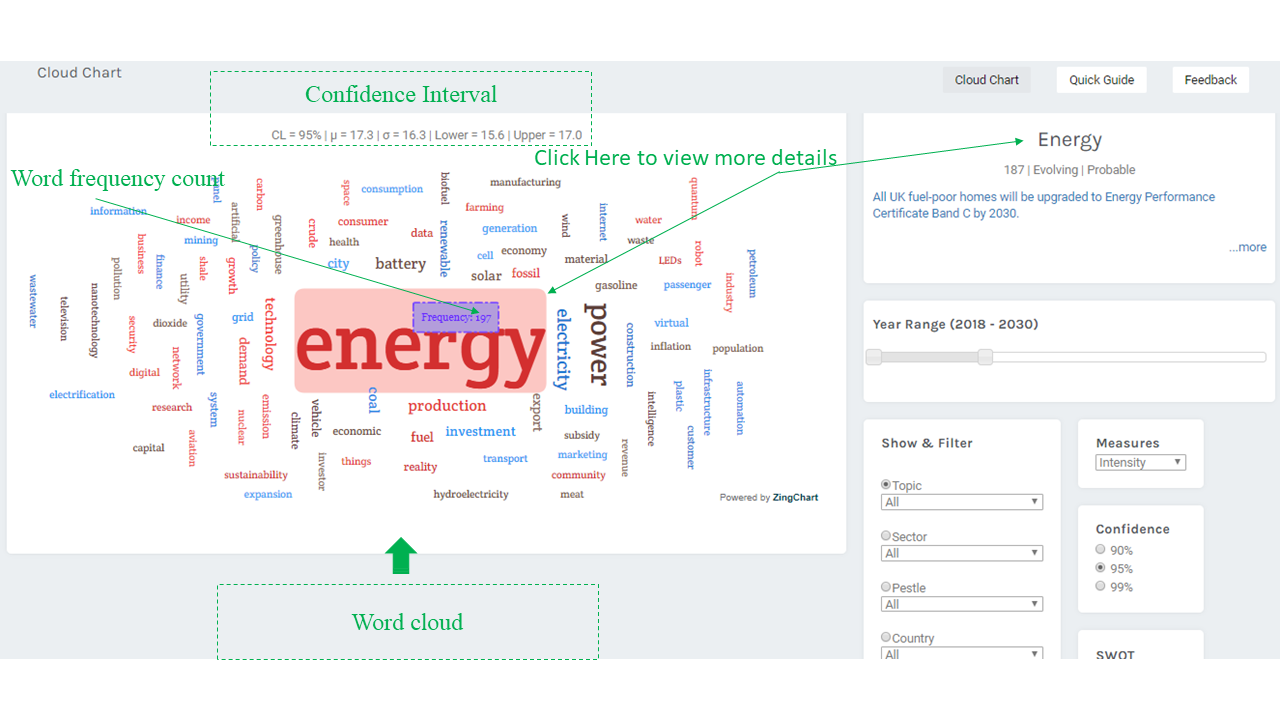 Cloud Chart
Confidence Interval
CL = 95% | μ = 17.3 | σ = 16.3 | Lower = 15.6 | Upper = 17.0
Cloud Chart
Quick Guide
Feedback
Click Here to view more details
Word frequency count
panel
carbon
space
consumption
biofuel
manufacturing
quantum
information
income
artificial
greenhouse
crude
consumer
farming
wind
internet
water
mining
policy
health
data
renewable
generation
waste
business
finance
shale
growth
city
battery
cell
economy
material
LEDs
robot
petroleum
pollution
utility
solar
fossil
gasoline
passenger
industry
wastewater
television
nanotechnology
security
dioxide
government
grid
technology
Frequency: 197
energy
electricity
power
construction
virtual
inflation
population
digital
network
demand
electrification
research
system
nuclear
emission
climate
vehicle
coal
production
export
building
intelligence
plastic
infrastructure
automation
capital
aviation
economic
fuel
investment
subsidy
revenue
customer
sustainability
investor
things
reality
transport
marketing
community
expansion
hydroelectricity
meat
Powered by ZingChart
Word cloud
Energy
187 | Evolving | Probable
All UK fuel-poor homes will be upgraded to Energy Performance
Certificate Band C by 2030.
...more
Year Range (2018 - 2030)
Show & Filter
Topic
All
Sector
All
Pestle
All
Country
All
Measures
Intensity
Confidence
90%
95%
99%
SWOT